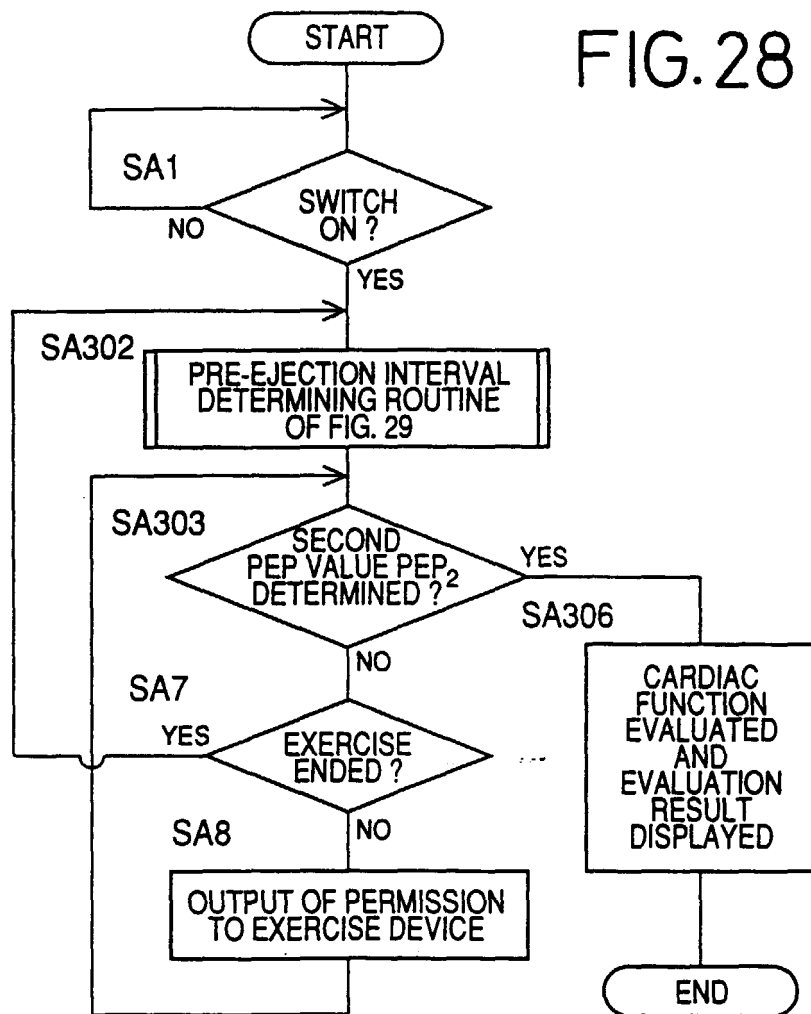 START
FIG. 28
SA1
SWITCH
ON ?
NO
YES
SA302
PRE-EJECTION INTERVAL
DETERMINING ROUTINE
OF FIG. 29
SA303
SECOND
PEP VALUE PEP2
DETERMINED ?
YES
SA306
NO
CARDIAC
FUNCTION
EVALUATED
AND
EVALUATION
RESULT
DISPLAYED
SA7
YES
EXERCISE
ENDED ?
NO
SA8
OUTPUT OF PERMISSION
TO EXERCISE DEVICE
END